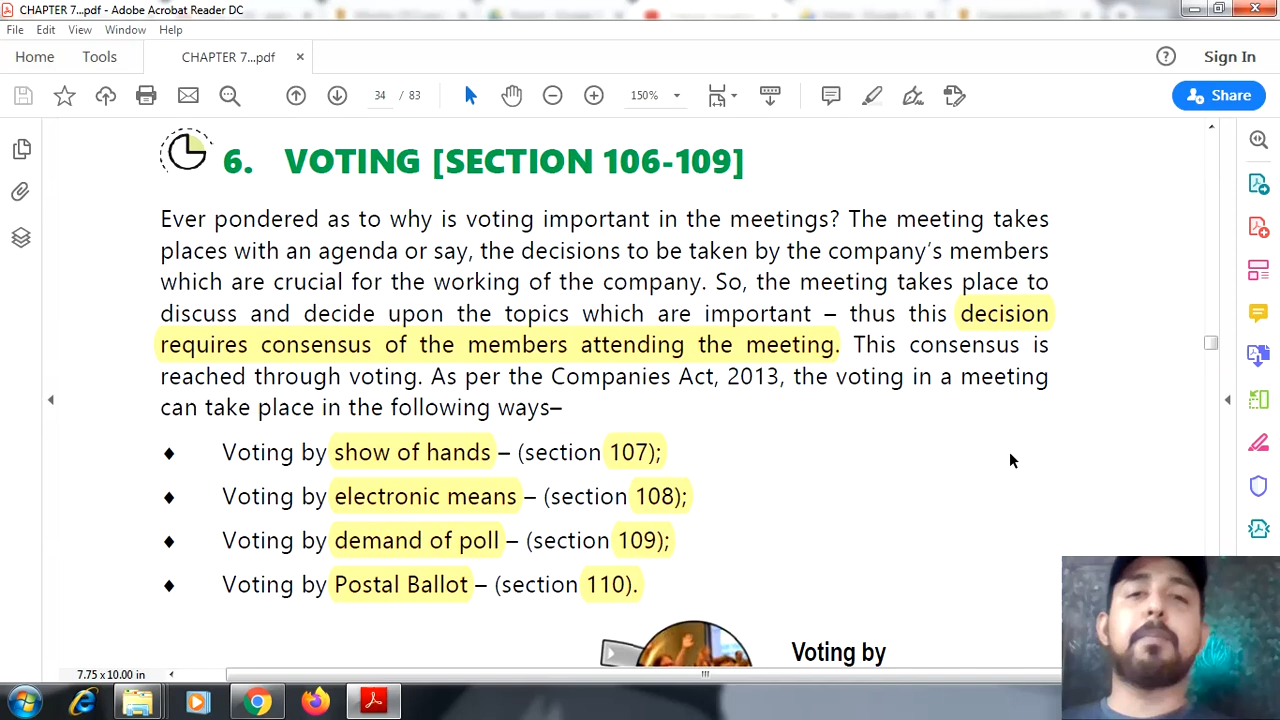 CHAPTER 7...pdf - Adobe Acrobat Reader DC
File Edit View Window Help
Home Tools CHAPTER 7...pdf × ? Sign In
34 / 83 150% Share
6. VOTING [SECTION 106-109]
Ever pondered as to why is voting important in the meetings? The meeting takes
places with an agenda or say, the decisions to be taken by the company’s members
which are crucial for the working of the company. So, the meeting takes place to
discuss and decide upon the topics which are important – thus this decision
requires consensus of the members attending the meeting. This consensus is
reached through voting. As per the Companies Act, 2013, the voting in a meeting
can take place in the following ways–
♦ Voting by show of hands – (section 107);
♦ Voting by electronic means – (section 108);
♦ Voting by demand of poll – (section 109);
♦ Voting by Postal Ballot – (section 110).
Voting by
7.75 x 10.00 in